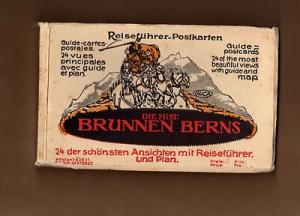 Reiseführer-Postkarten
Guide-cartes-
postales.
24 vues
principales
avec guide
et plan.
Guide =
postcards
24 of the most
beautiful views
with guide and
map
DIE HIST.
BRUNNEN BERNS
24 der schönsten Ansichten mit Reiseführer.
und Plan.